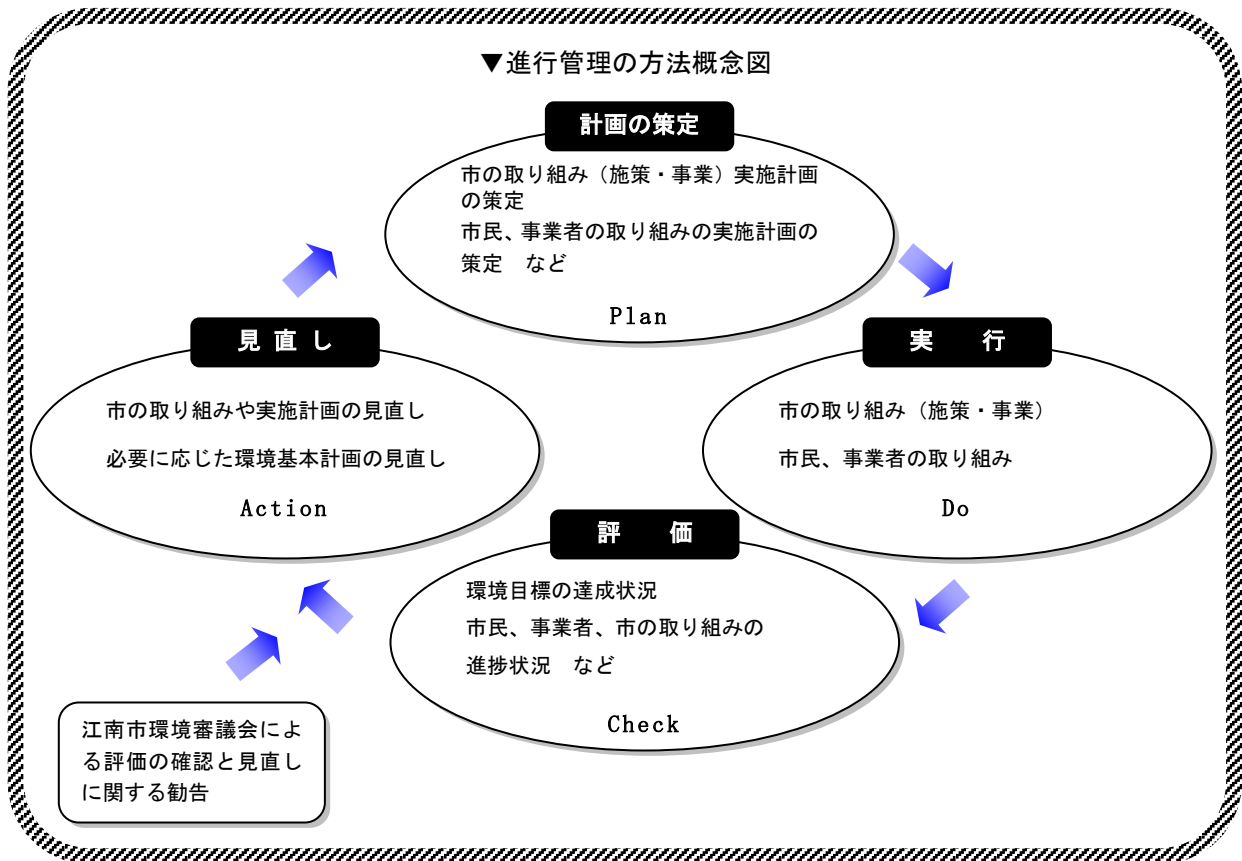 ▼進行管理の方法概念図
計画の策定
市の取り組み（施策・事業）実施計画
の策定
市民、事業者の取り組みの実施計画の
策定　など
Plan
見 直 し
市の取り組みや実施計画の見直し
必要に応じた環境基本計画の見直し
Action
実　　行
市の取り組み（施策・事業）
市民、事業者の取り組み
Do
評　　価
環境目標の達成状況
市民、事業者、市の取り組みの
進捗状況　など
Check
江南市環境審議会によ
る評価の確認と見直し
に関する勧告